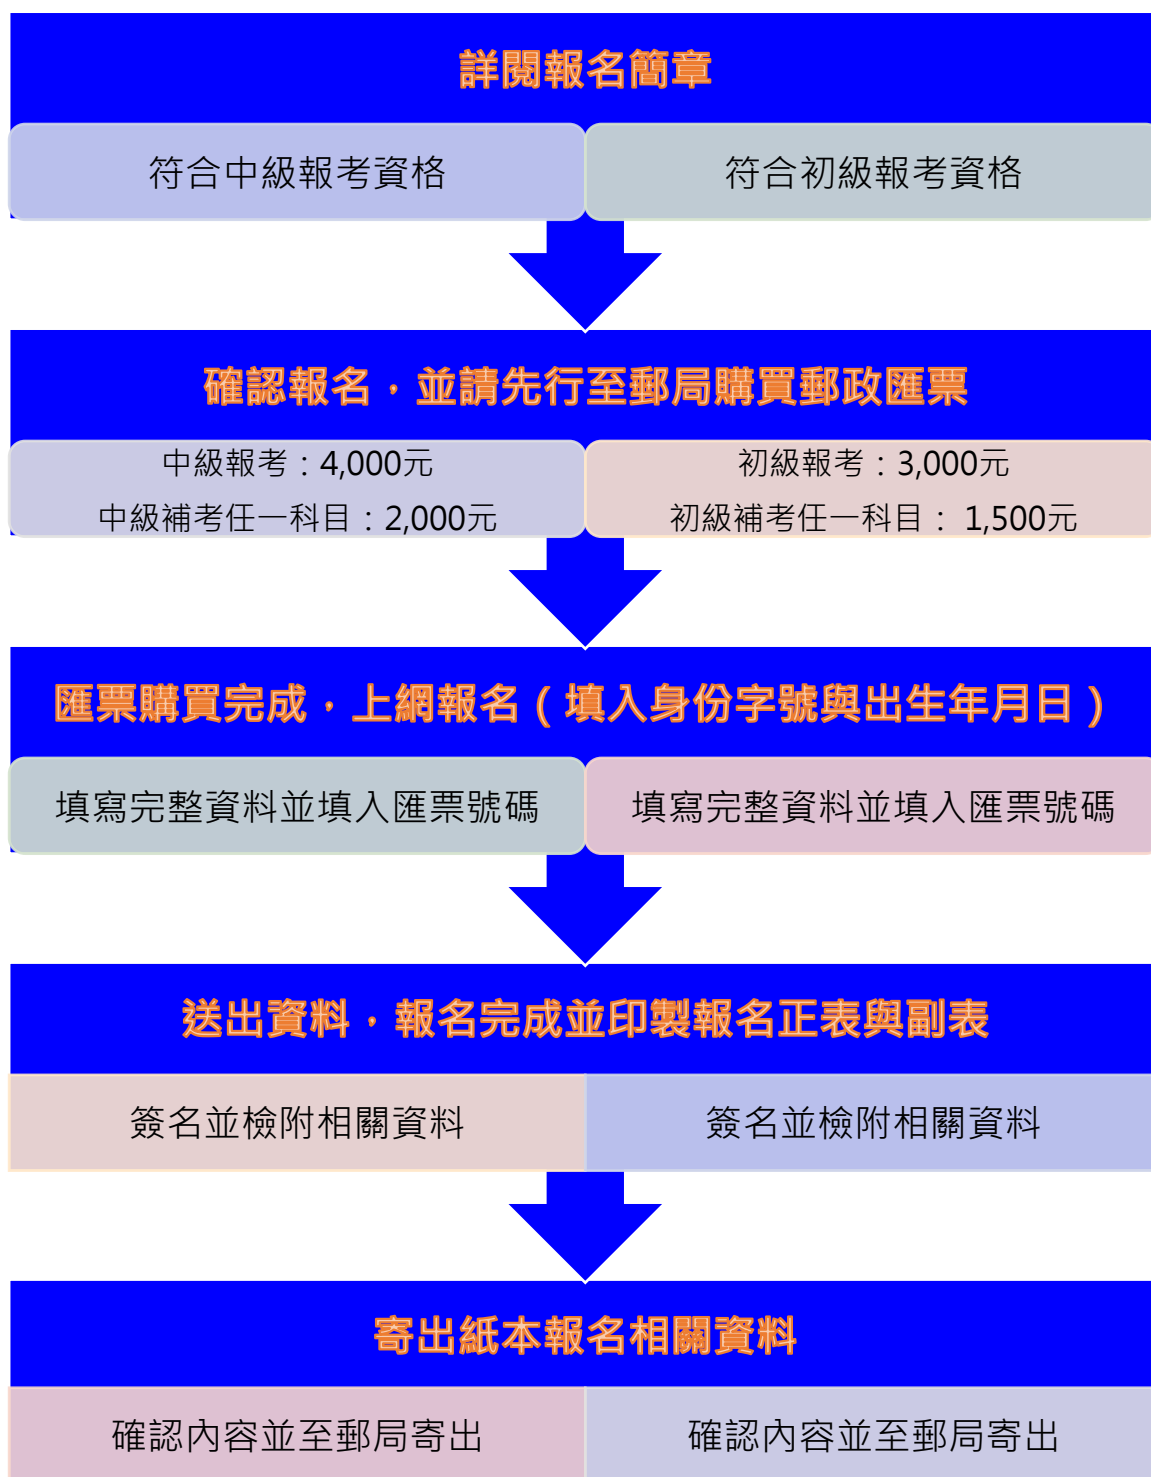 詳閱報名簡章
符合中級報考資格
符合初級報考資格
確認報名，並請先行至郵局購買郵政匯票
中級報考：4,000元
中級補考任一科目：2,000元
初級報考：3,000元
初級補考任一科目： 1,500元
匯票購買完成，上網報名（填入身份字號與出生年月日）
填寫完整資料並填入匯票號碼
填寫完整資料並填入匯票號碼
送出資料，報名完成並印製報名正表與副表
簽名並檢附相關資料
簽名並檢附相關資料
寄出紙本報名相關資料
確認內容並至郵局寄出
確認內容並至郵局寄出